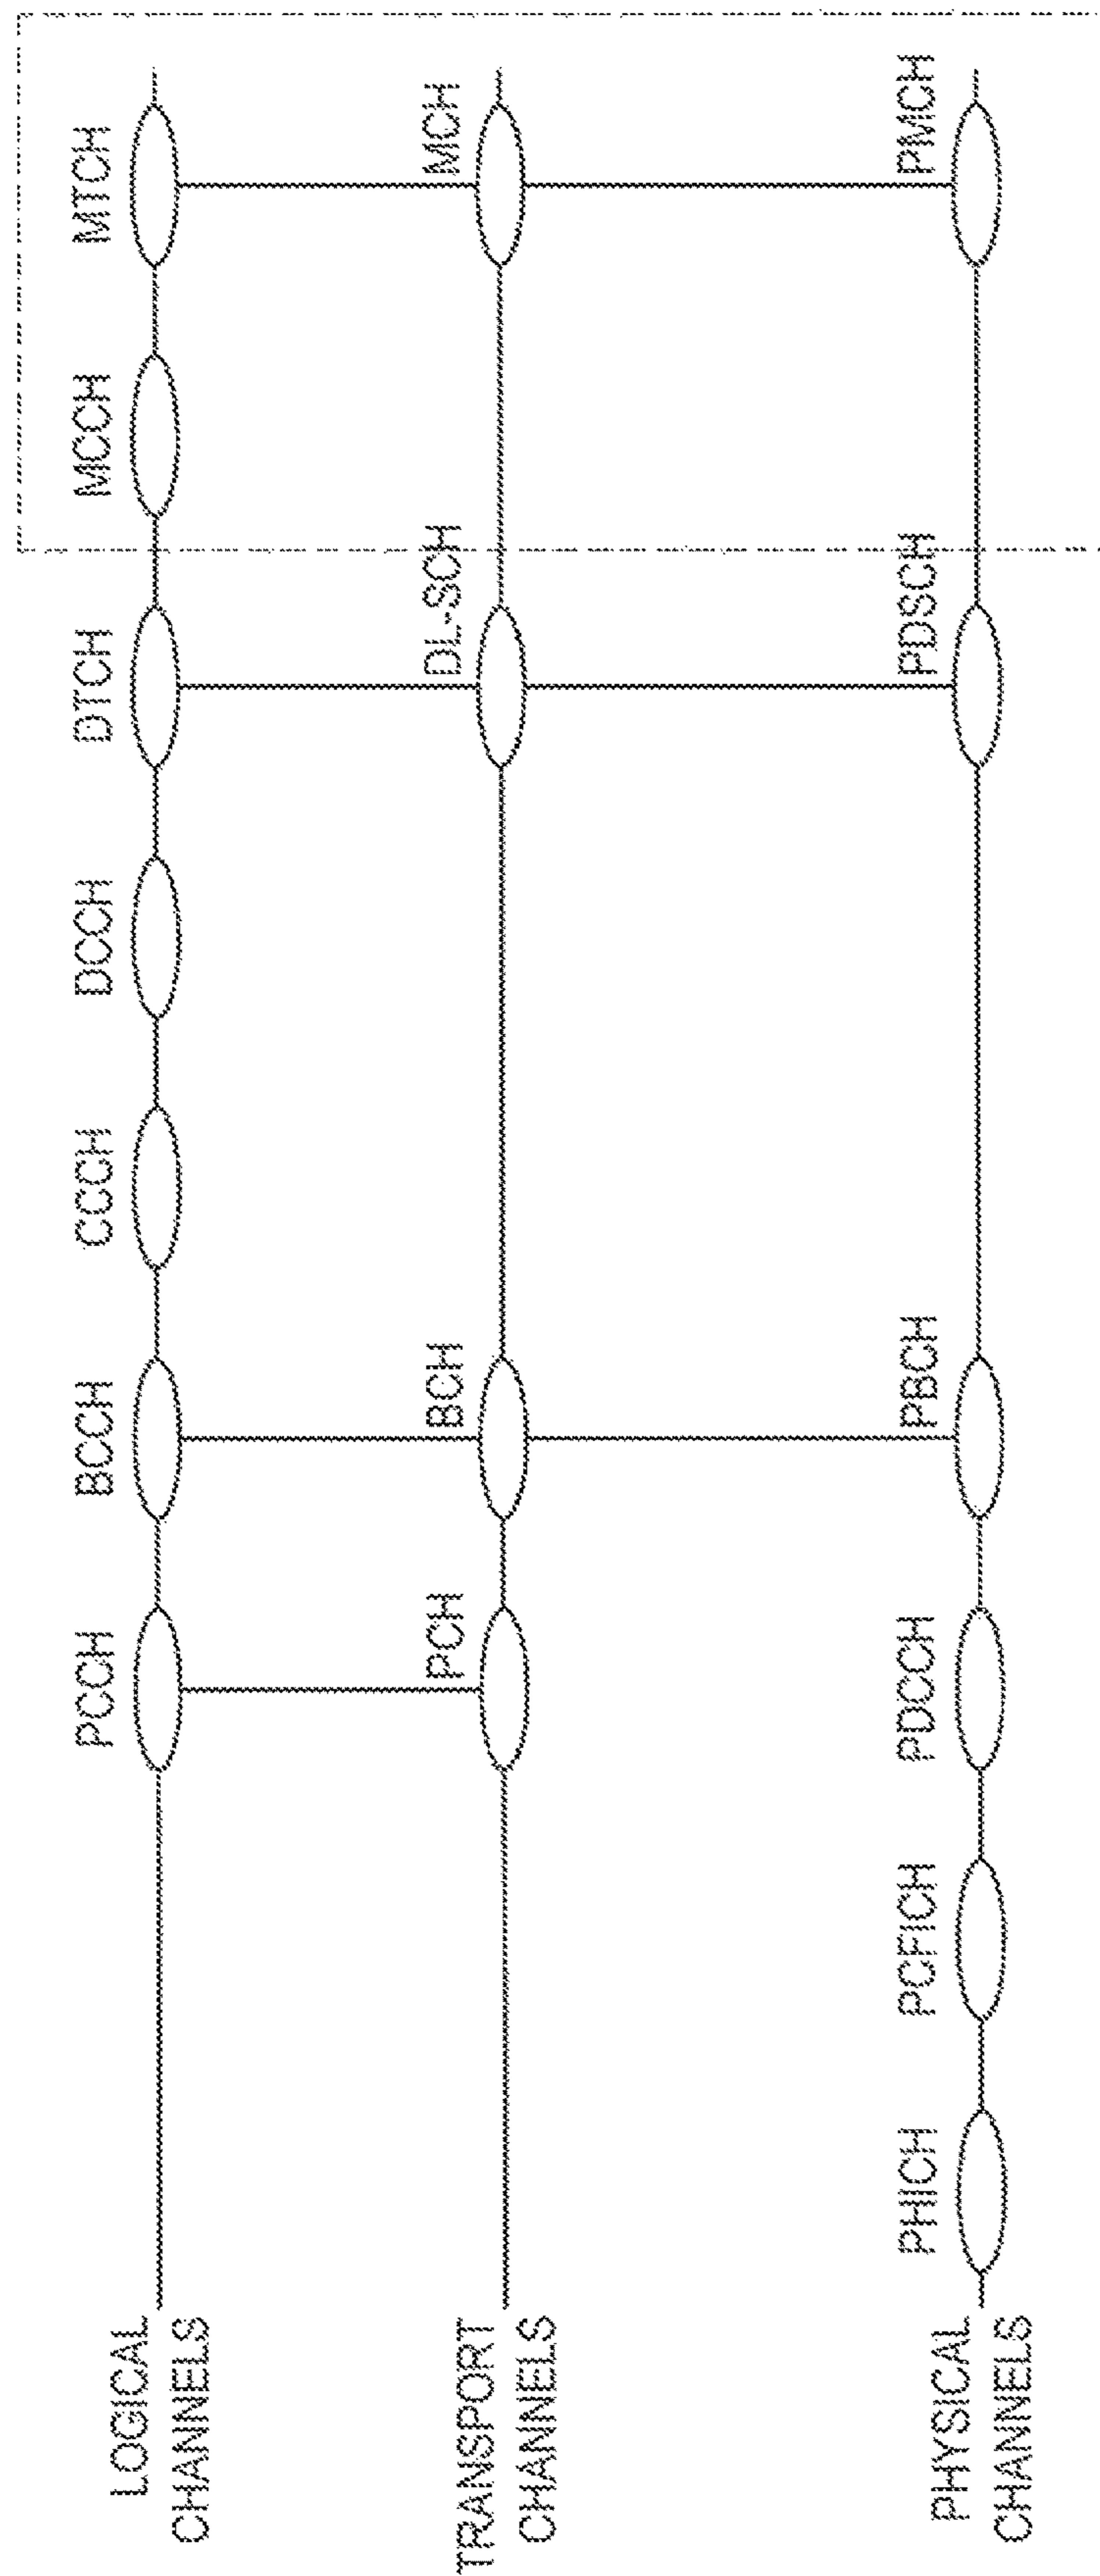 LOGICAL
CHANNELS
PCCH
BCCH
CCCH
DCCH
DTCH
MCCH
MTCH
TRANSPORT
CHANNELS
PCH
BCH
DL-SCH
MCH
PHYSICAL
CHANNELS
PHICH
PCFICH
PDCCH
PBCH
PDSCH
PMCH